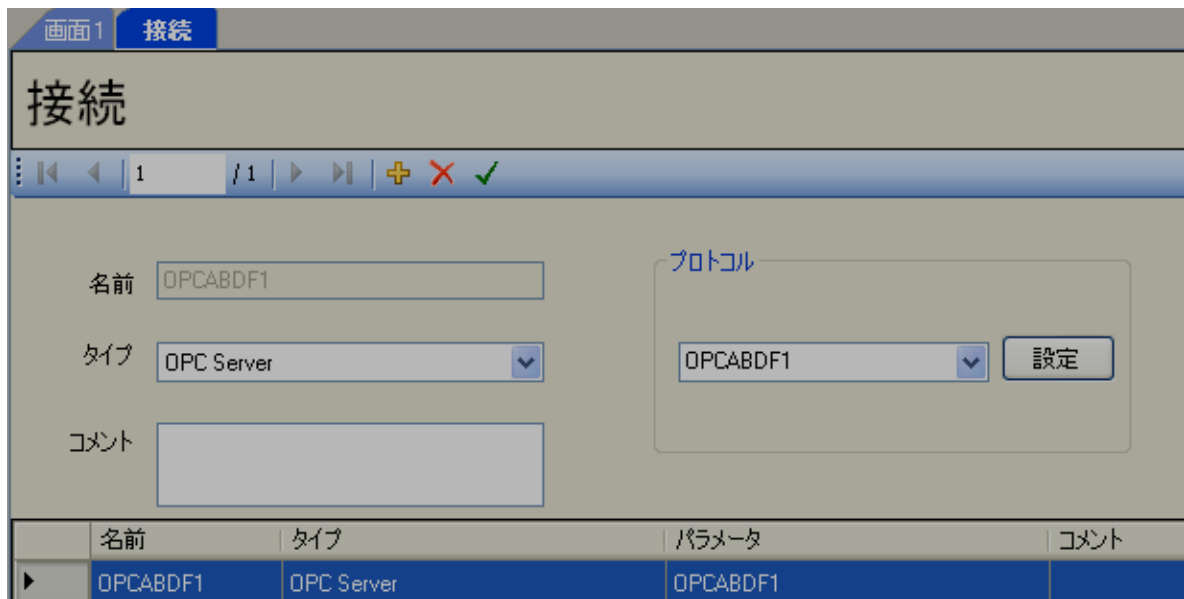 画面1 接続
接続
1 / 1
プロトコル
名前 OPCABDF1
タイプ OPC Server OPCABDF1 設定
コメント
名前 タイプ パラメータ コメント
OPCABDF1 OPC Server OPCABDF1